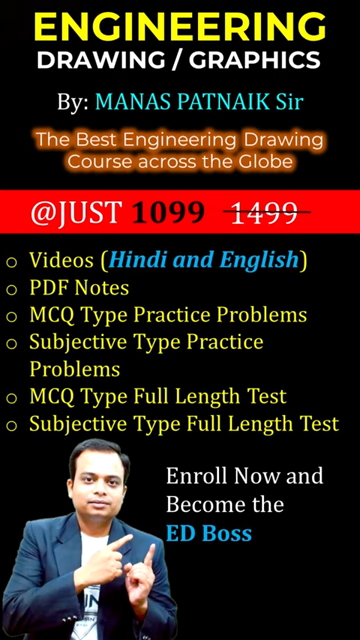 ENGINEERING
DRAWING / GRAPHICS
By: MANAS PATNAIK Sir
The Best Engineering Drawing
Course across the Globe
@JUST 1099 1499
o Videos (Hindi and English)
o PDF Notes
o MCQ Type Practice Problems
o Subjective Type Practice
Problems
o MCQ Type Full Length Test
o Subjective Type Full Length Test
Enroll Now and
Become the
ED Boss